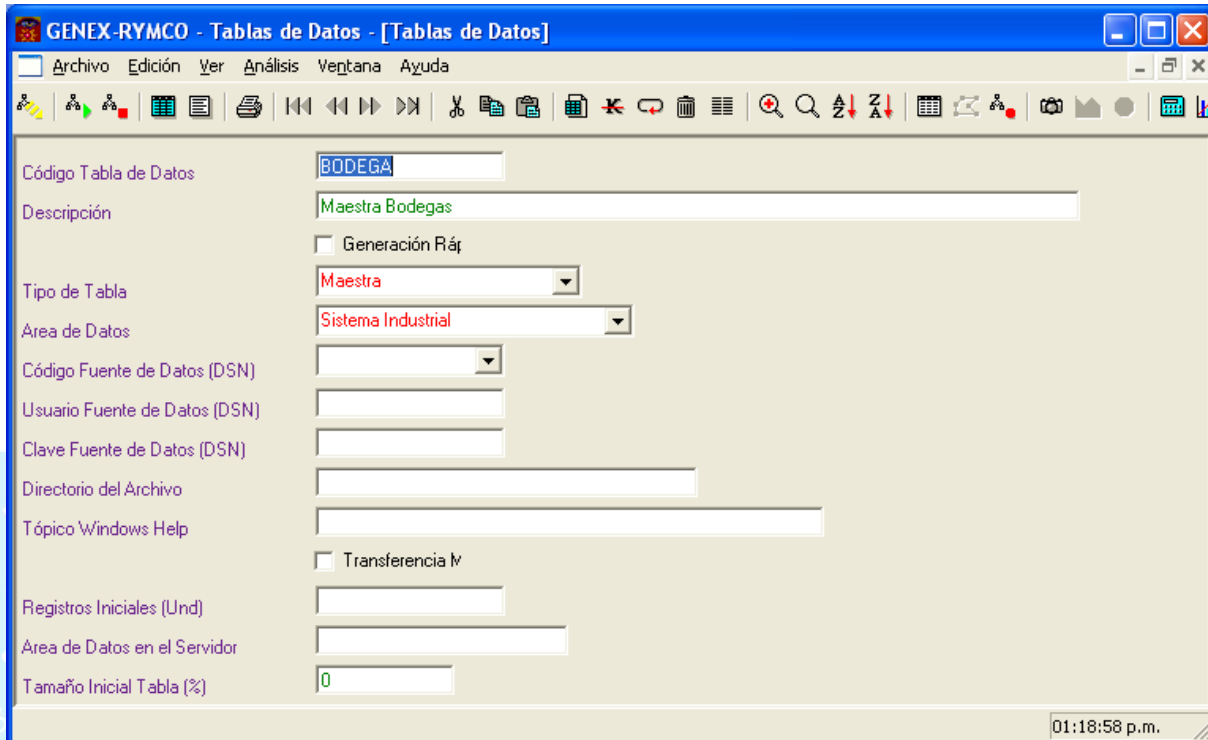 GENEX-RYMCO - Tablas de Datos - [Tablas de Datos]
Archivo Edición Ver Análisis Ventana Ayuda
Código Tabla de Datos BODEGA
Descripción Maestra Bodegas
Generación Ráp
Tipo de Tabla Maestra
Area de Datos Sistema Industrial
Código Fuente de Datos (DSN)
Usuario Fuente de Datos (DSN)
Clave Fuente de Datos (DSN)
Directorio del Archivo
Tópico Windows Help
Transferencia M
Registros Iniciales (Und)
Area de Datos en el Servidor
Tamaño Inicial Tabla (%) 0
01:18:58 p.m.